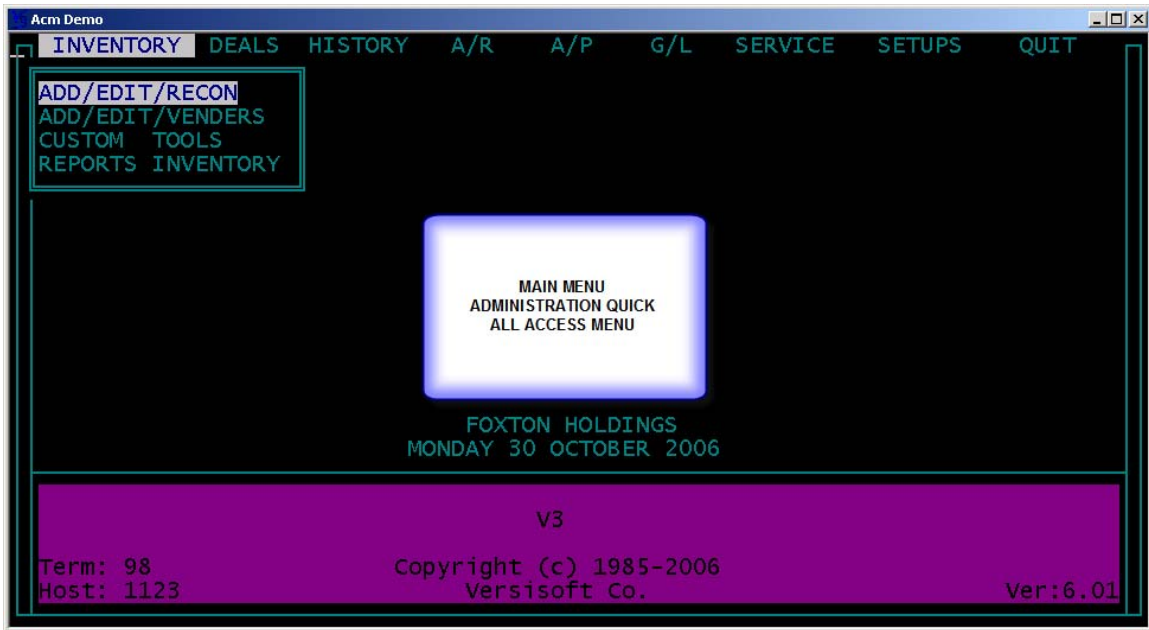 Acm Demo
INVENTORY DEALS HISTORY A/R A/P G/L SERVICE SETUPS QUIT
ADD/EDIT/RECON
ADD/EDIT/VENDERS
CUSTOM TOOLS
REPORTS INVENTORY
MAIN MENU
ADMINISTRATION QUICK
ALL ACCESS MENU
FOXTON HOLDINGS
MONDAY 30 OCTOBER 2006
V3
Term: 98 Copyright (c) 1985-2006
Host: 1123 Versisoft Co. Ver:6.01